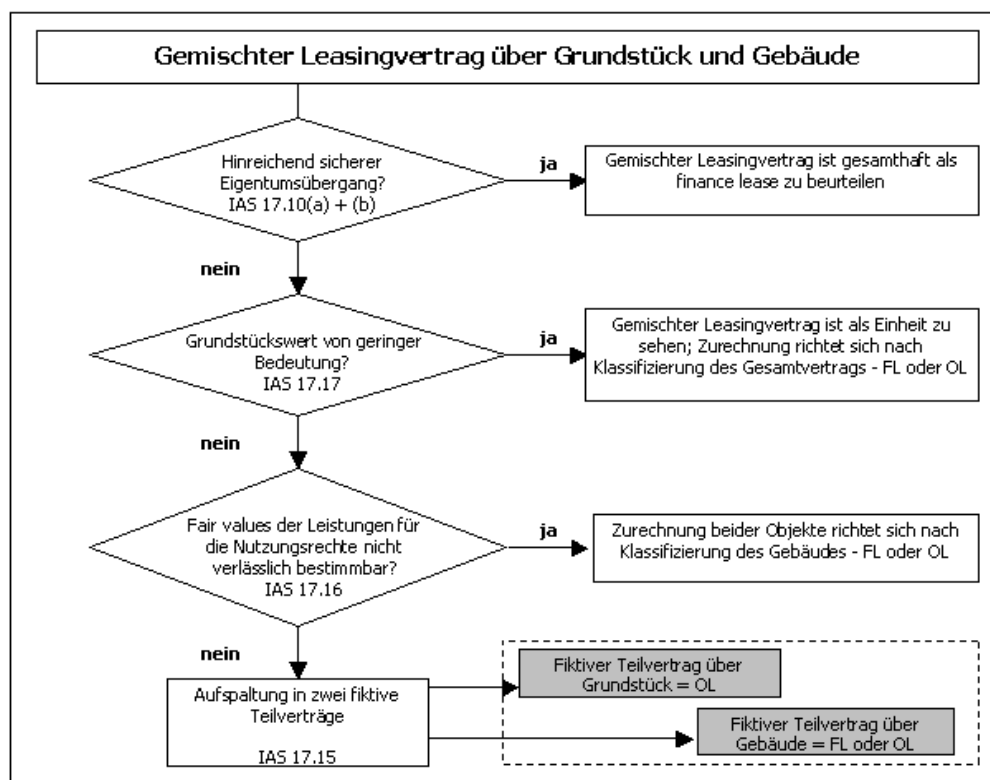 Gemischter Leasingvertrag über Grundstück und Gebäude
Hinreichend sicherer
Eigentumsübergang?
IAS 17.10(a) + (b)
ja
Gemischter Leasingvertrag ist gesamthaft als
finance lease zu beurteilen
nein
Grundstückswert von geringer
Bedeutung?
IAS 17.17
ja
Gemischter Leasingvertrag ist als Einheit zu
sehen; Zurechnung richtet sich nach
Klassifizierung des Gesamtvertrags - FL oder OL
nein
Fair values der Leistungen für
die Nutzungsrechte nicht
verlässlich bestimmbar?
IAS 17.16
ja
Zurechnung beider Objekte richtet sich nach
Klassifizierung des Gebäudes - FL oder OL
nein
Aufspaltung in zwei fiktive
Teilverträge
IAS 17.15
Fiktiver Teilvertrag über
Grundstück = OL
Fiktiver Teilvertrag über
Gebäude = FL oder OL